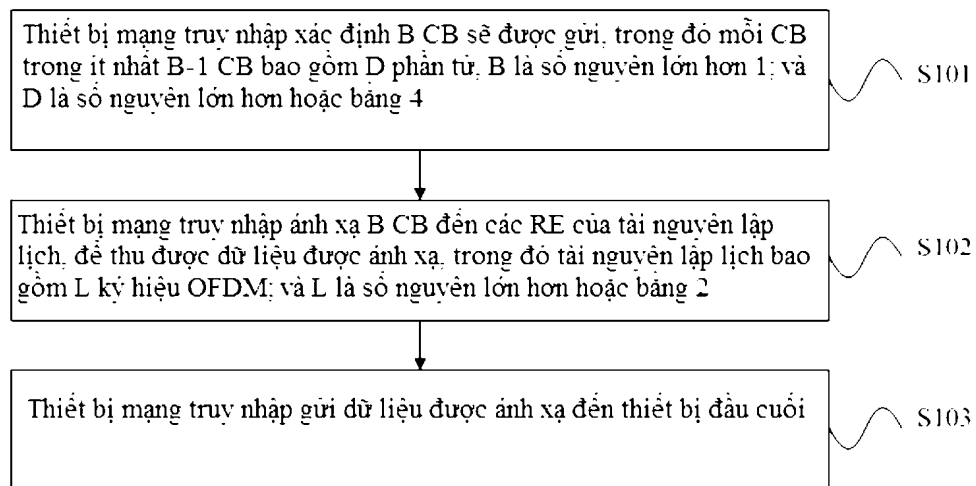 Thiết bị mạng truy nhập xác định B CB sẽ được gửi, trong đó mỗi CB
trong ít nhất B-1 CB bao gồm D phần tử, B là số nguyên lớn hơn 1; và
D là số nguyên lớn hơn hoặc bằng 4
S101
Thiết bị mạng truy nhập ánh xạ B CB đến các RE của tài nguyên lập
lịch, để thu được dữ liệu được ánh xạ, trong đó tài nguyên lập lịch bao
gồm L ký hiệu OFDM; và L là số nguyên lớn hơn hoặc bằng 2
S102
Thiết bị mạng truy nhập gửi dữ liệu được ánh xạ đến thiết bị đầu cuối
S103